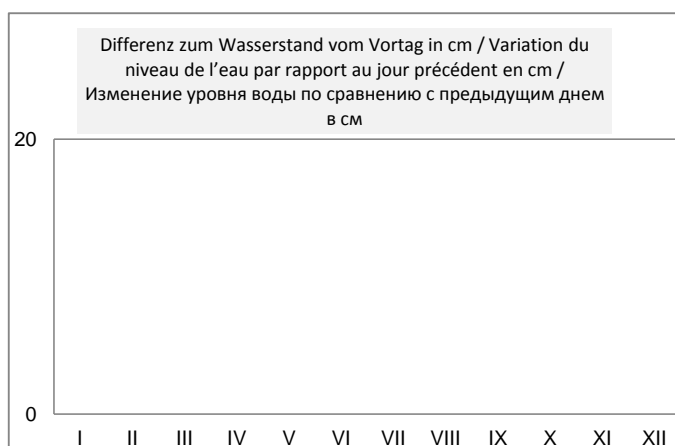 Differenz zum Wasserstand vom Vortag in cm / Variation du
niveau de l'eau par rapport au jour précédent en cm /
Изменение уровня воды по сравнению с предыдущим днем
в см
20
0
I II III IV V VI VII VIII IX X XI XII